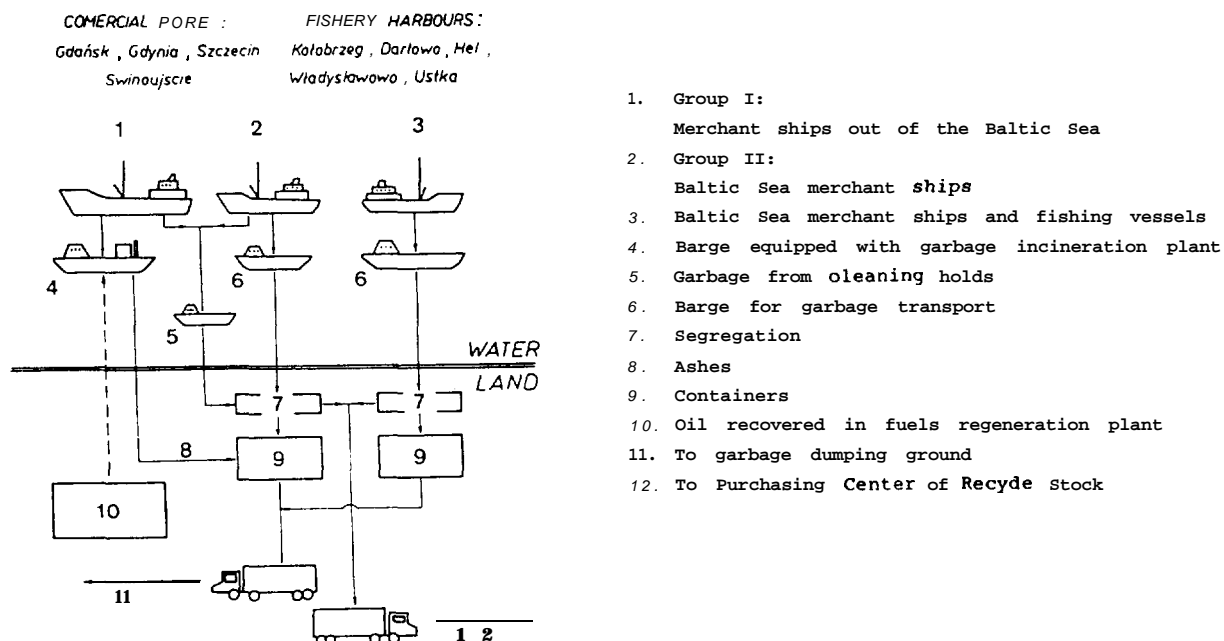 COMERCIAL PORE :
Gdańsk , Gdynia , Szczecin
Swinoujscie
FISHERY HARBOURS:
Kołobrzeg , Darłowo , Hel ,
Władysławowo , Ustka
1 2 3
4 6 6
5
WATER
LAND
7 7
8 9 9
10
11
1 2
1. Group I:
Merchant ships out of the Baltic Sea
2. Group II:
Baltic Sea merchant ships
3. Baltic Sea merchant ships and fishing vessels
4. Barge equipped with garbage incineration plant
5. Garbage from oleaning holds
6. Barge for garbage transport
7. Segregation
8. Ashes
9. Containers
10. Oil recovered in fuels regeneration plant
11. To garbage dumping ground
12. To Purchasing Center of Recyde Stock